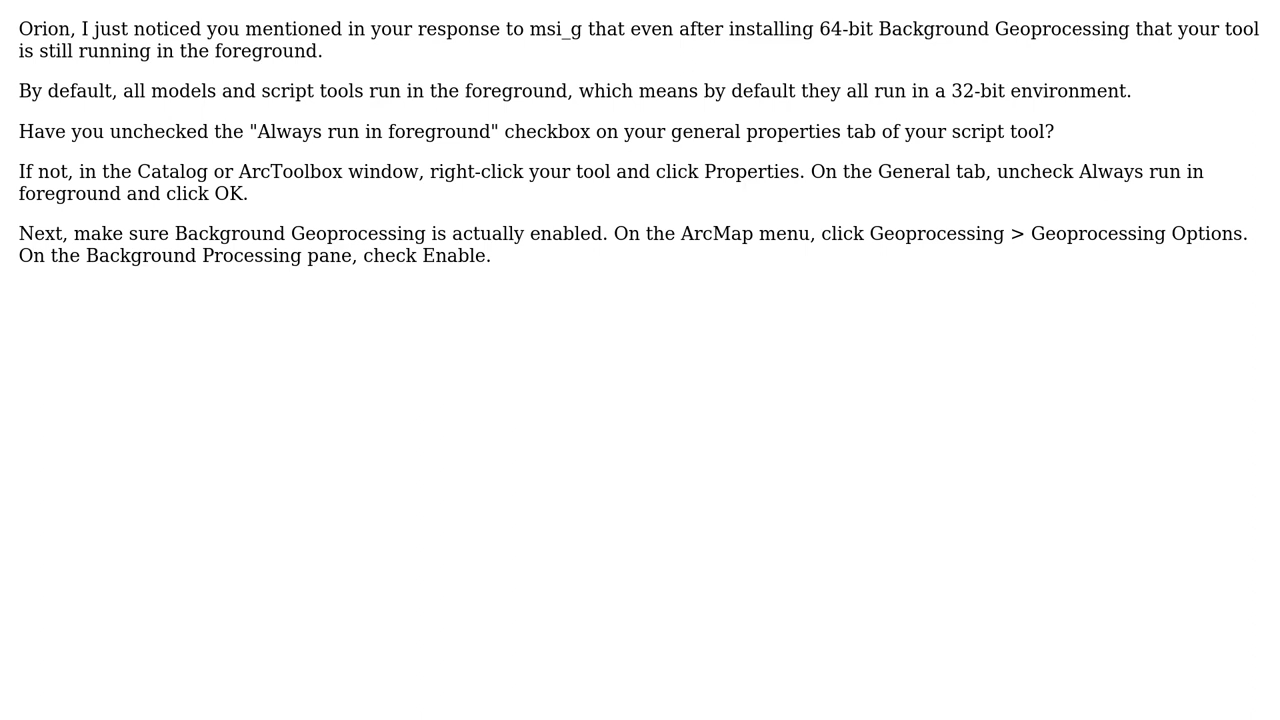 Orion, I just noticed you mentioned in your response to msi_g that even after installing 64-bit Background Geoprocessing that your tool
is still running in the foreground.
By default, all models and script tools run in the foreground, which means by default they all run in a 32-bit environment.
Have you unchecked the "Always run in foreground" checkbox on your general properties tab of your script tool?
If not, in the Catalog or ArcToolbox window, right-click your tool and click Properties. On the General tab, uncheck Always run in
foreground and click OK.
Next, make sure Background Geoprocessing is actually enabled. On the ArcMap menu, click Geoprocessing > Geoprocessing Options.
On the Background Processing pane, check Enable.